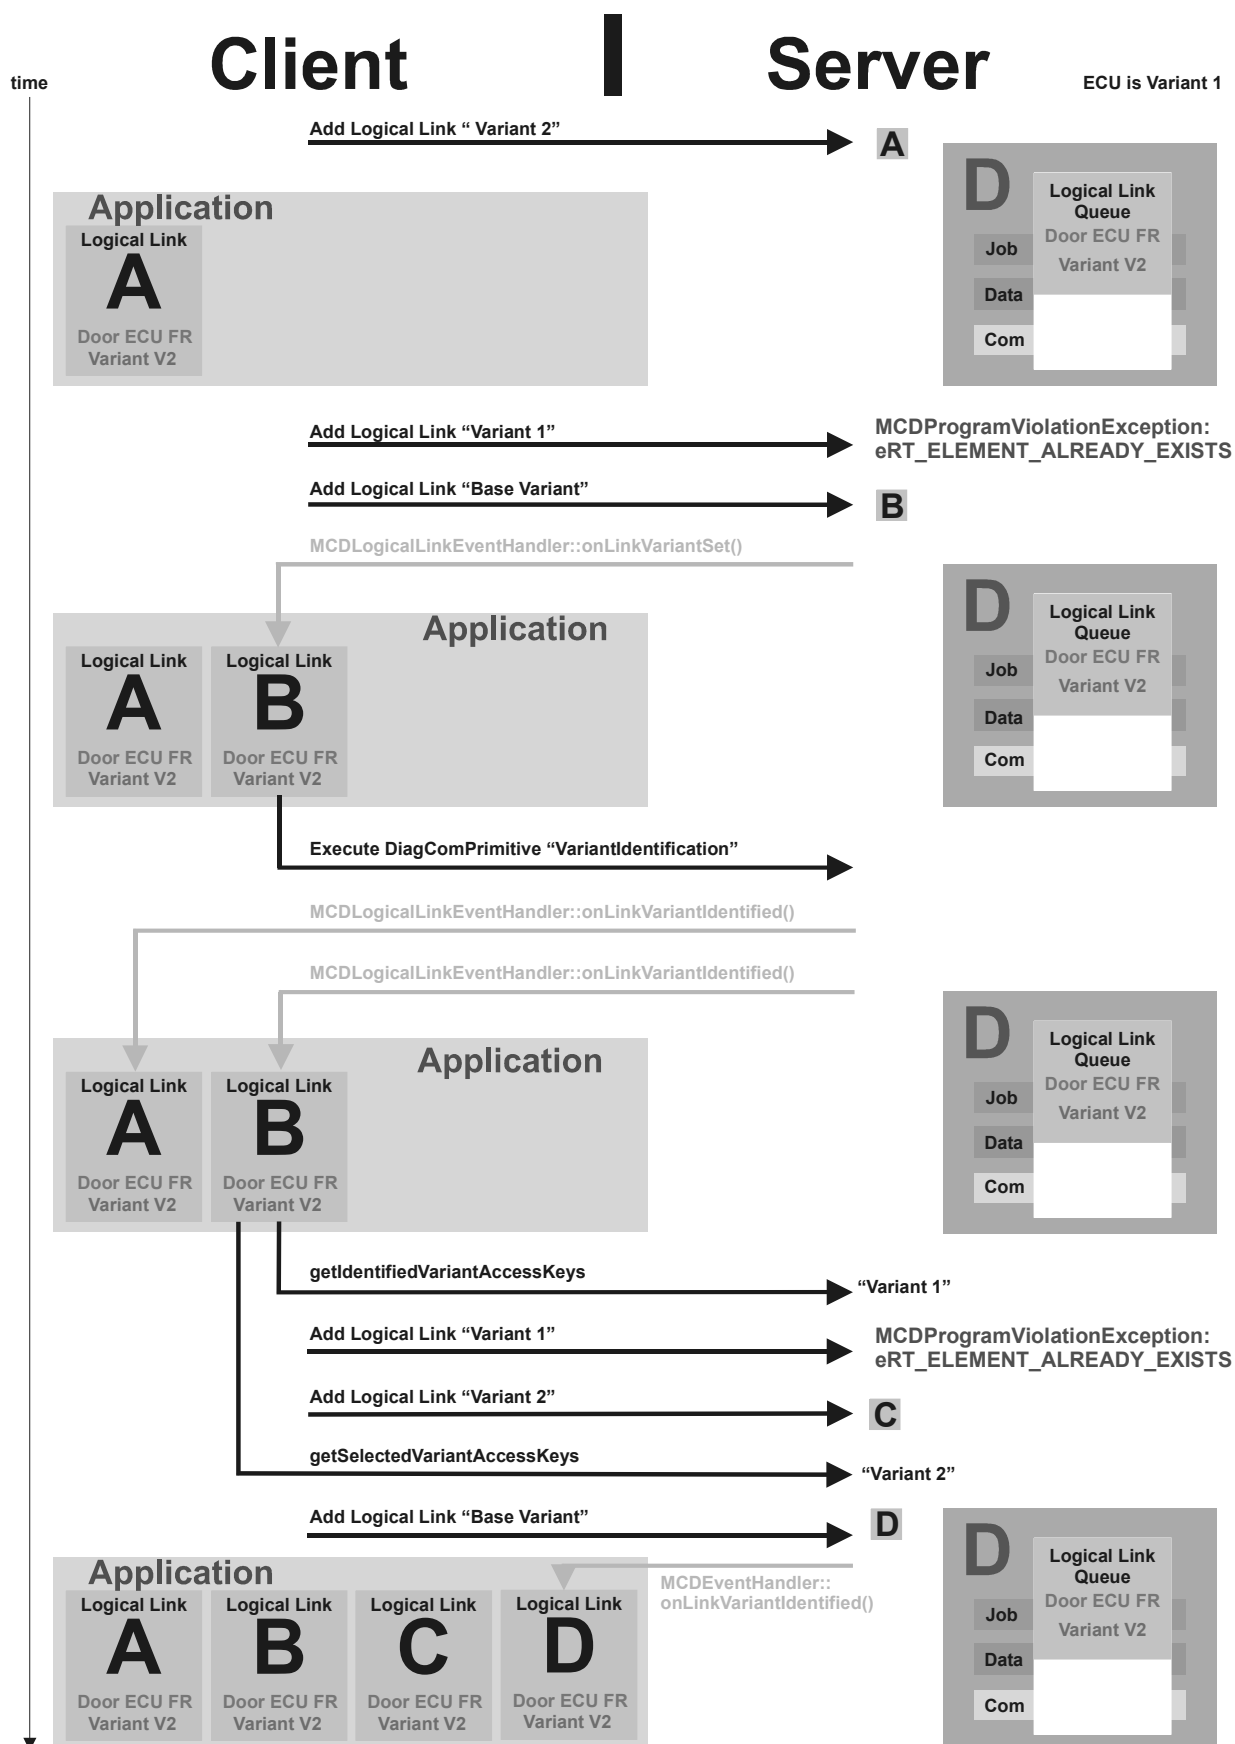 Client
Server
time
ECU is Variant 1
Add Logical Link “ Variant 2”
A
Application
Logical Link
A
Door ECU FR
Variant V2
D
Logical Link
Queue
Door ECU FR
Variant V2
Job
Data
Com
Add Logical Link “Variant 1”
MCDProgramViolationException:
eRT_ELEMENT_ALREADY_EXISTS
Add Logical Link “Base Variant”
B
MCDLogicalLinkEventHandler::onLinkVariantSet()
Application
Logical Link
A
Door ECU FR
Variant V2
Logical Link
B
Door ECU FR
Variant V2
D
Logical Link
Queue
Door ECU FR
Variant V2
Job
Data
Com
Execute DiagComPrimitive “VariantIdentification”
MCDLogicalLinkEventHandler::onLinkVariantIdentified()
MCDLogicalLinkEventHandler::onLinkVariantIdentified()
Application
Logical Link
A
Door ECU FR
Variant V2
Logical Link
B
Door ECU FR
Variant V2
D
Logical Link
Queue
Door ECU FR
Variant V2
Job
Data
Com
getIdentifiedVariantAccessKeys
“Variant 1”
Add Logical Link “Variant 1”
MCDProgramViolationException:
eRT_ELEMENT_ALREADY_EXISTS
Add Logical Link “Variant 2”
C
getSelectedVariantAccessKeys
“Variant 2”
Add Logical Link “Base Variant”
D
MCDEventHandler::
onLinkVariantIdentified()
Application
Logical Link
A
Door ECU FR
Variant V2
Logical Link
B
Door ECU FR
Variant V2
Logical Link
C
Door ECU FR
Variant V2
Logical Link
D
Door ECU FR
Variant V2
D
Logical Link
Queue
Door ECU FR
Variant V2
Job
Data
Com